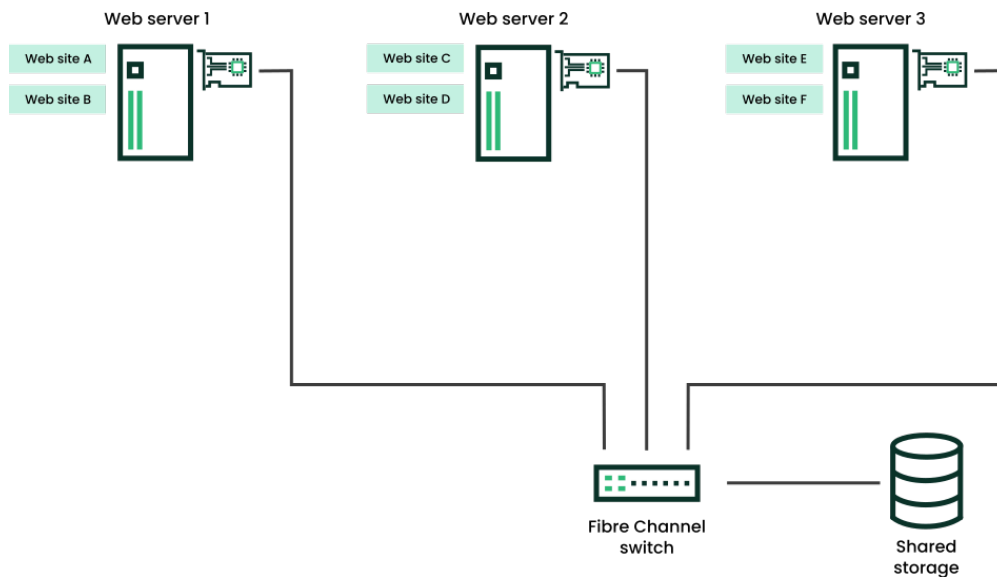 Web server 1
Web server 2
Web server 3
Web site A
Web site B
Web site C
Web site D
Web site E
Web site F
Fibre Channel
switch
Shared
storage